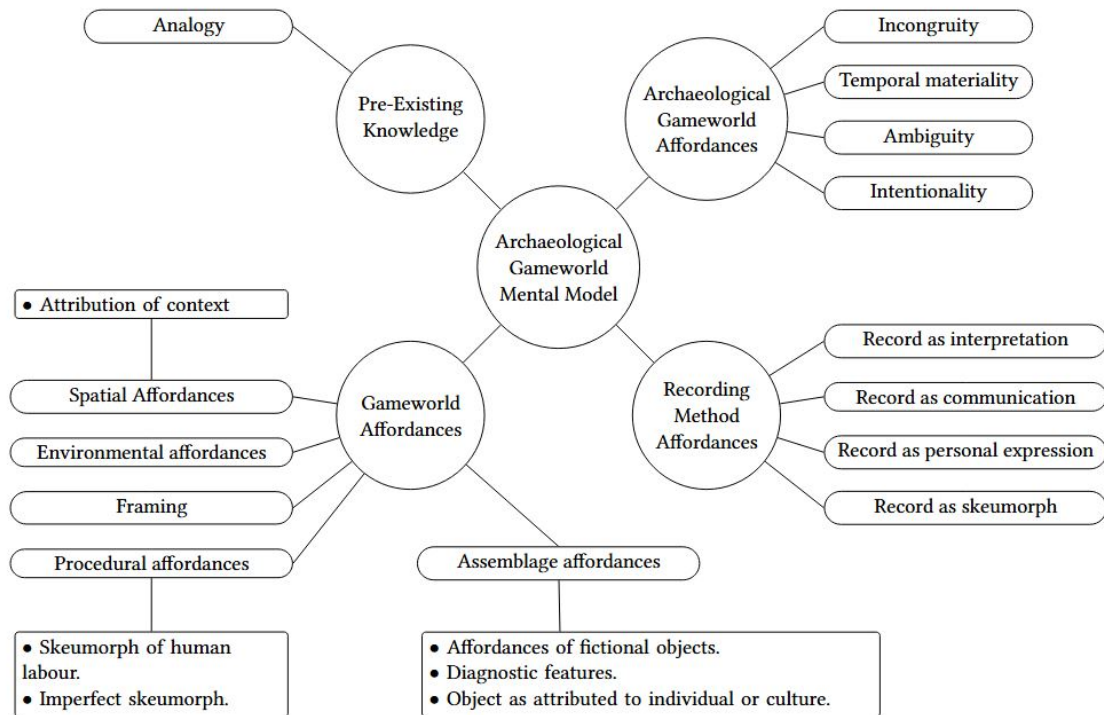 Analogy
Pre-Existing
Knowledge
Archaeological
Gameworld
Affordances
Incongruity
Temporal materiality
Ambiguity
Intentionality
Archaeological
Gameworld
Mental Model
● Attribution of context
Spatial Affordances
Environmental affordances
Framing
Procedural affordances
● Skeumorph of human
labour.
● Imperfect skeumorph.
Gameworld
Affordances
Assemblage affordances
● Affordances of fictional objects.
● Diagnostic features.
● Object as attributed to individual or culture.
Recording
Method
Affordances
Record as interpretation
Record as communication
Record as personal expression
Record as skeumorph